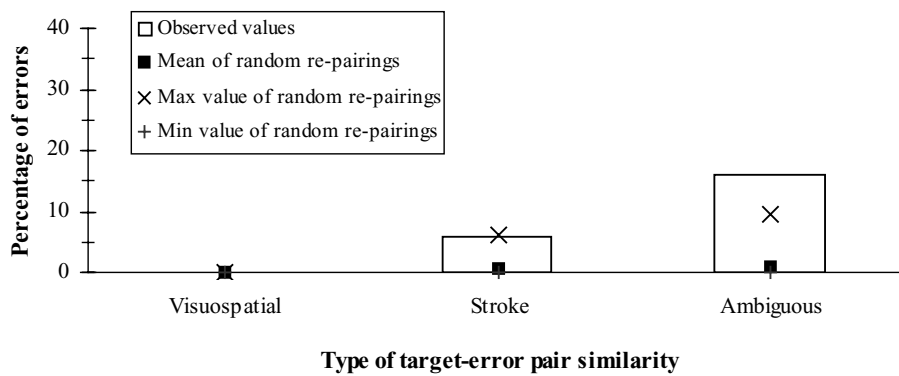 40
30
20
10
0
Percentage of errors
Observed values
Mean of random re-pairings
Max value of random re-pairings
Min value of random re-pairings
Visuospatial Stroke Ambiguous
Type of target-error pair similarity